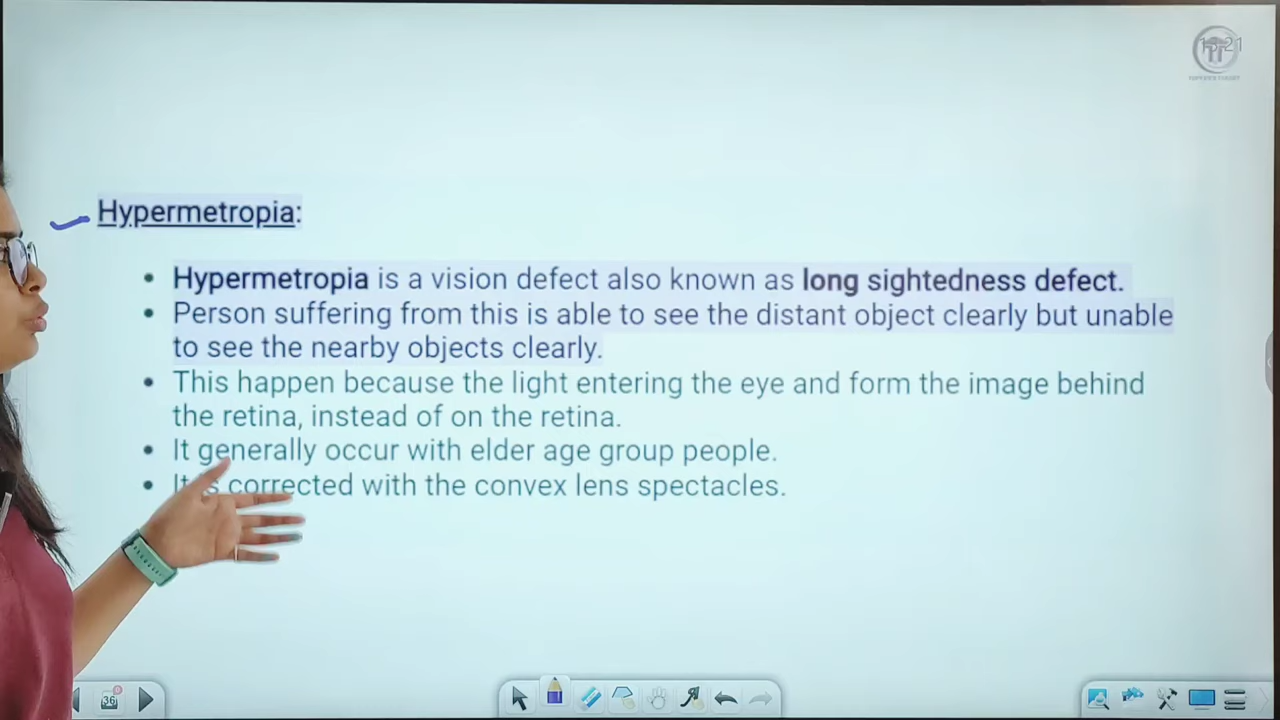 Hypermetropia:
• Hypermetropia is a vision defect also known as long sightedness defect.
• Person suffering from this is able to see the distant object clearly but unable
to see the nearby objects clearly.
• This happen because the light entering the eye and form the image behind
the retina, instead of on the retina.
• It generally occur with elder age group people.
• It is corrected with the convex lens spectacles.
36